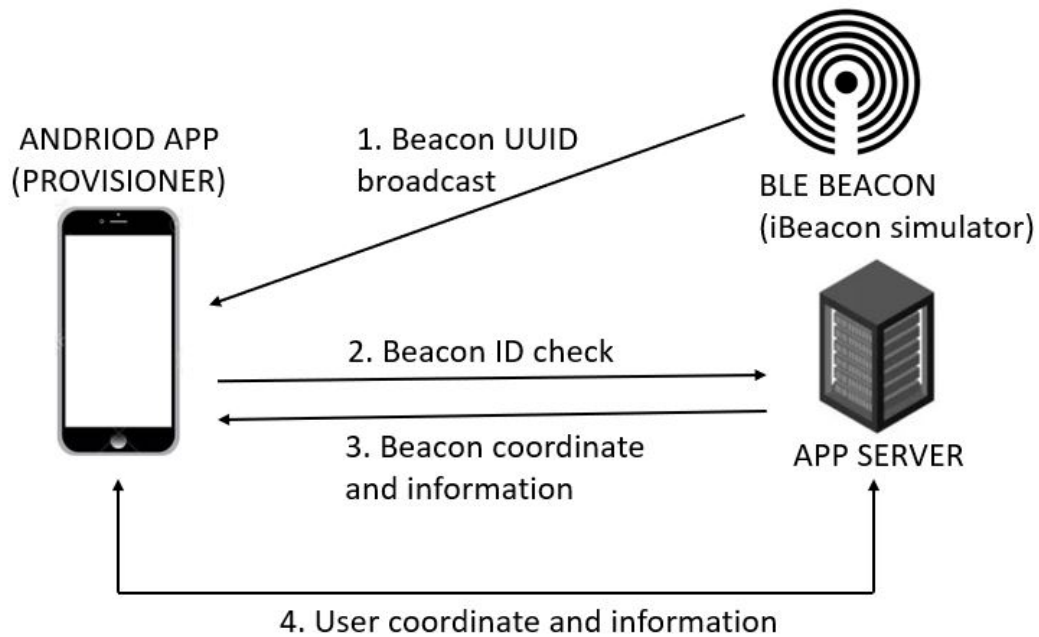 ANDRIOD APP
(PROVISIONER)
1. Beacon UUID
broadcast
BLE BEACON
(iBeacon simulator)
2. Beacon ID check
3. Beacon coordinate
and information
APP SERVER
4. User coordinate and information